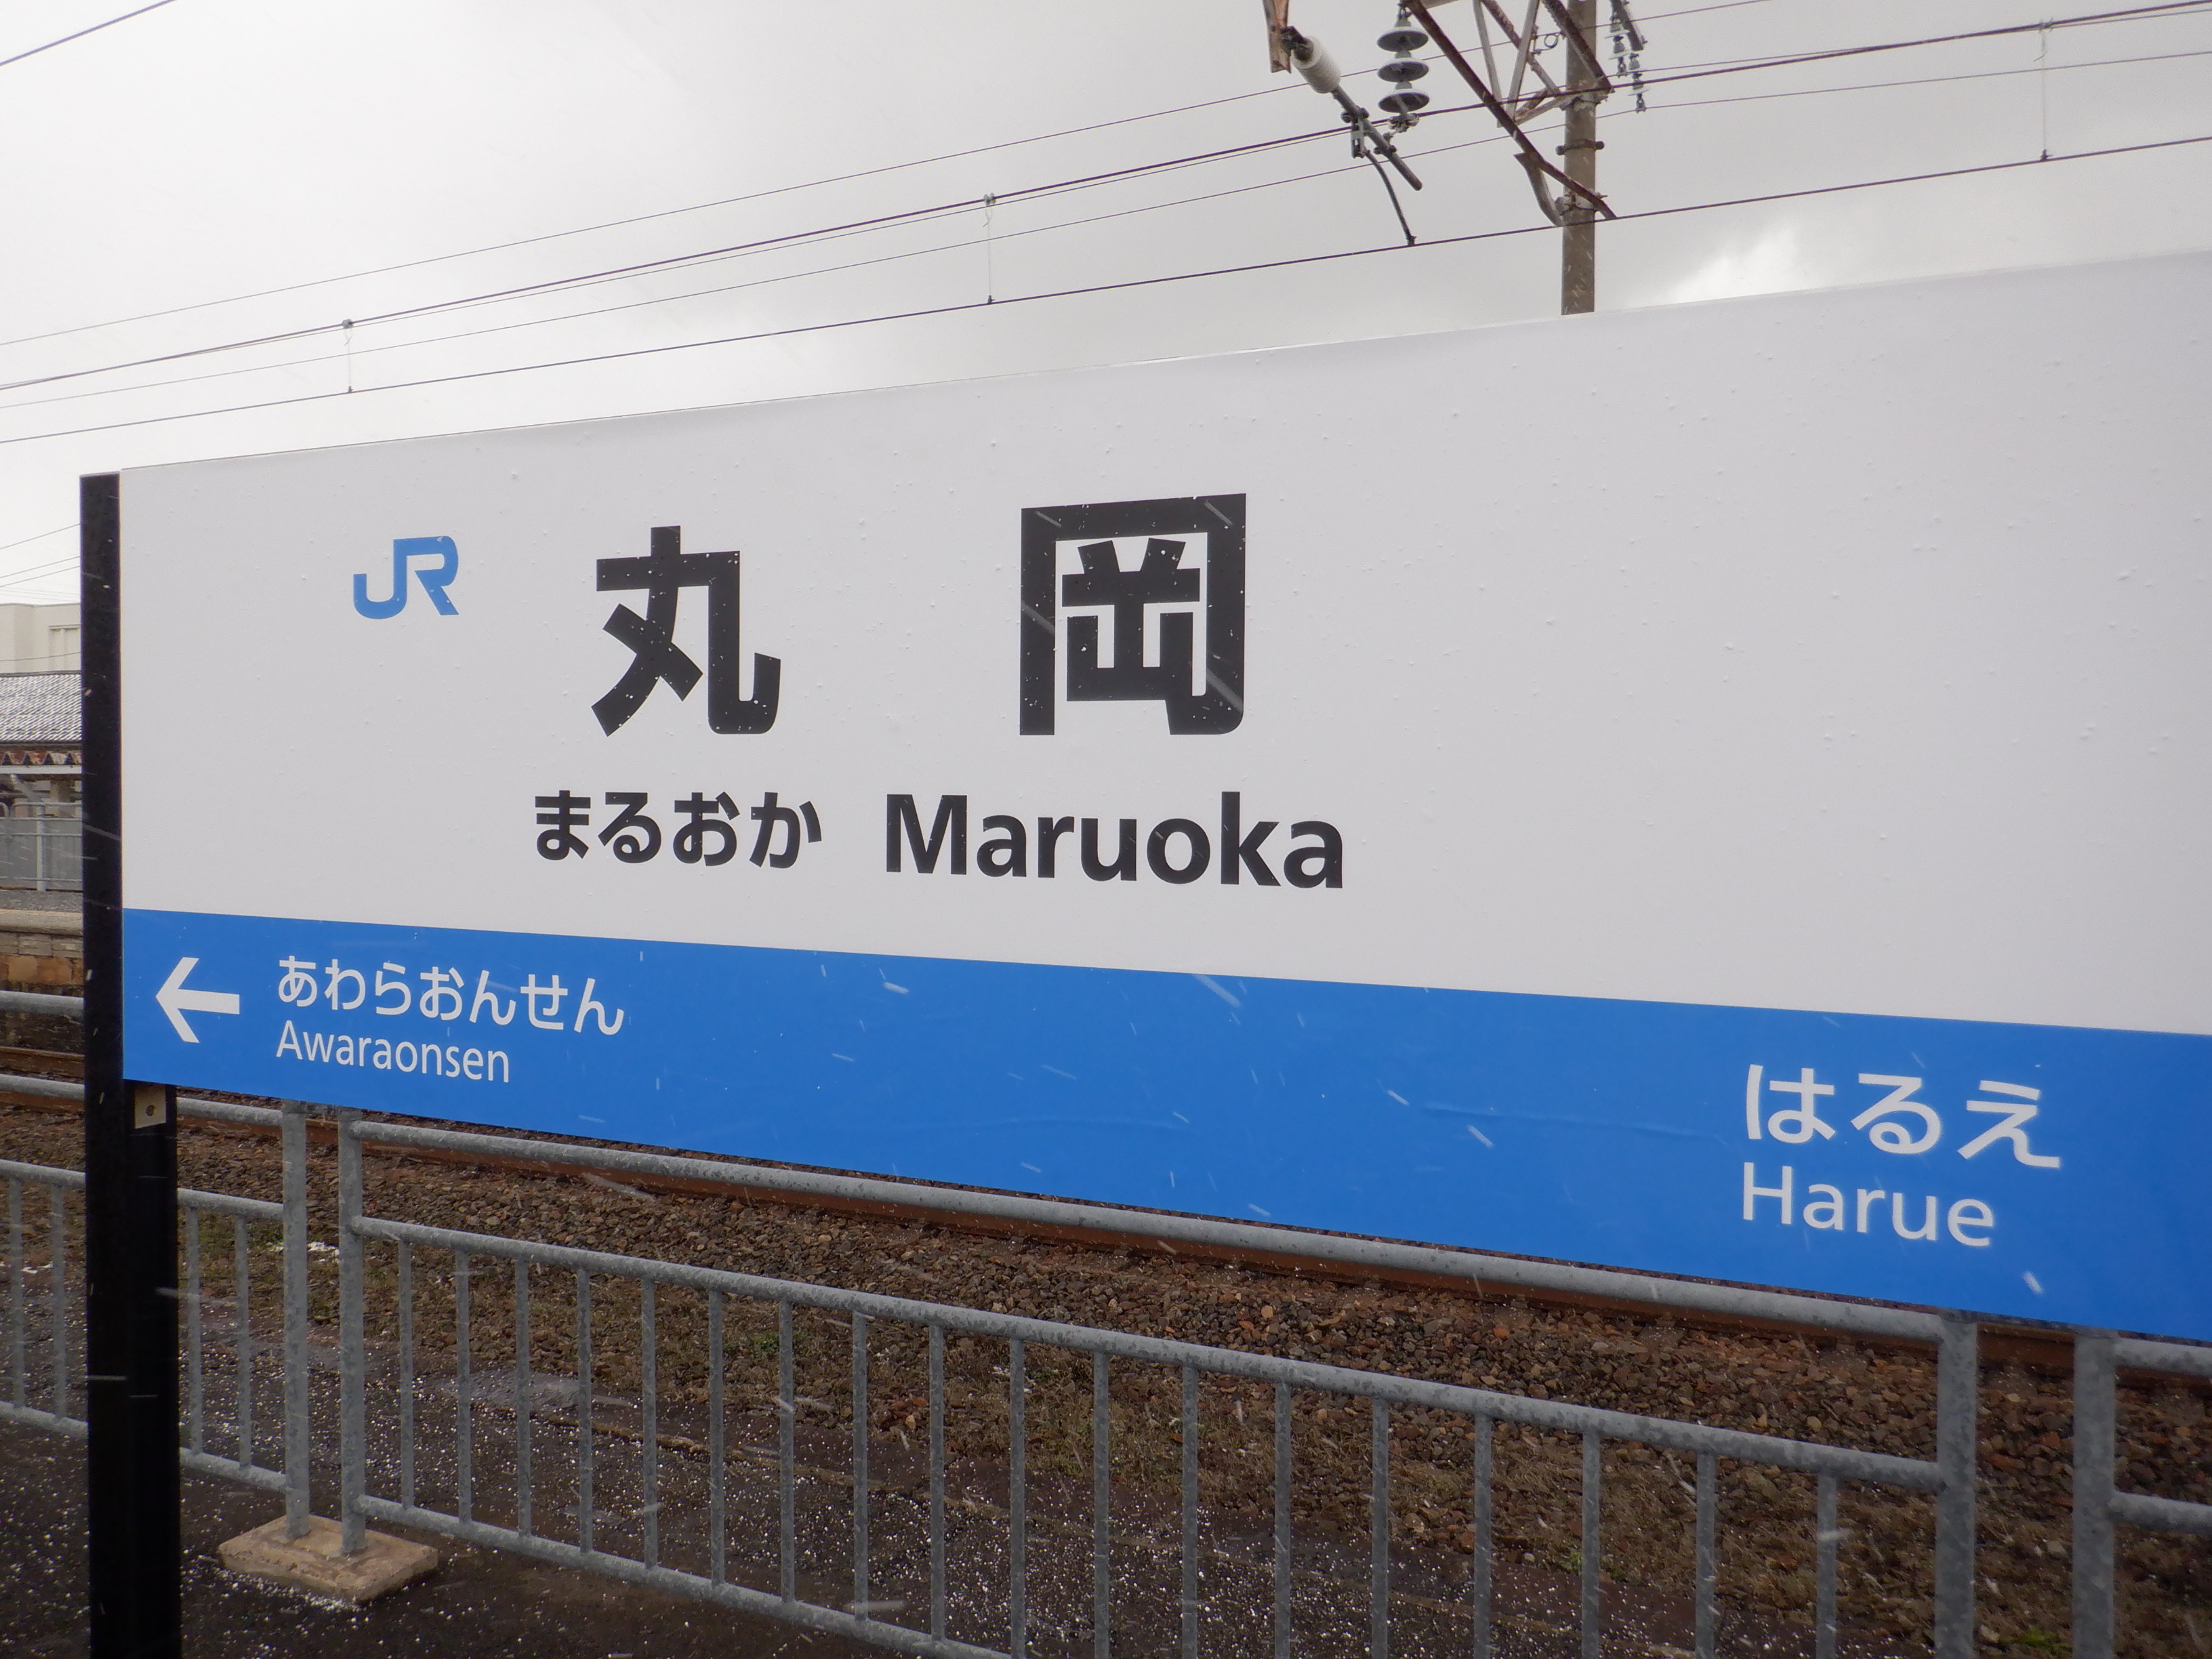 JR 丸岡
まるおか Maruoka
← あわらおんせん
Awaraonsen
はるえ
Harue